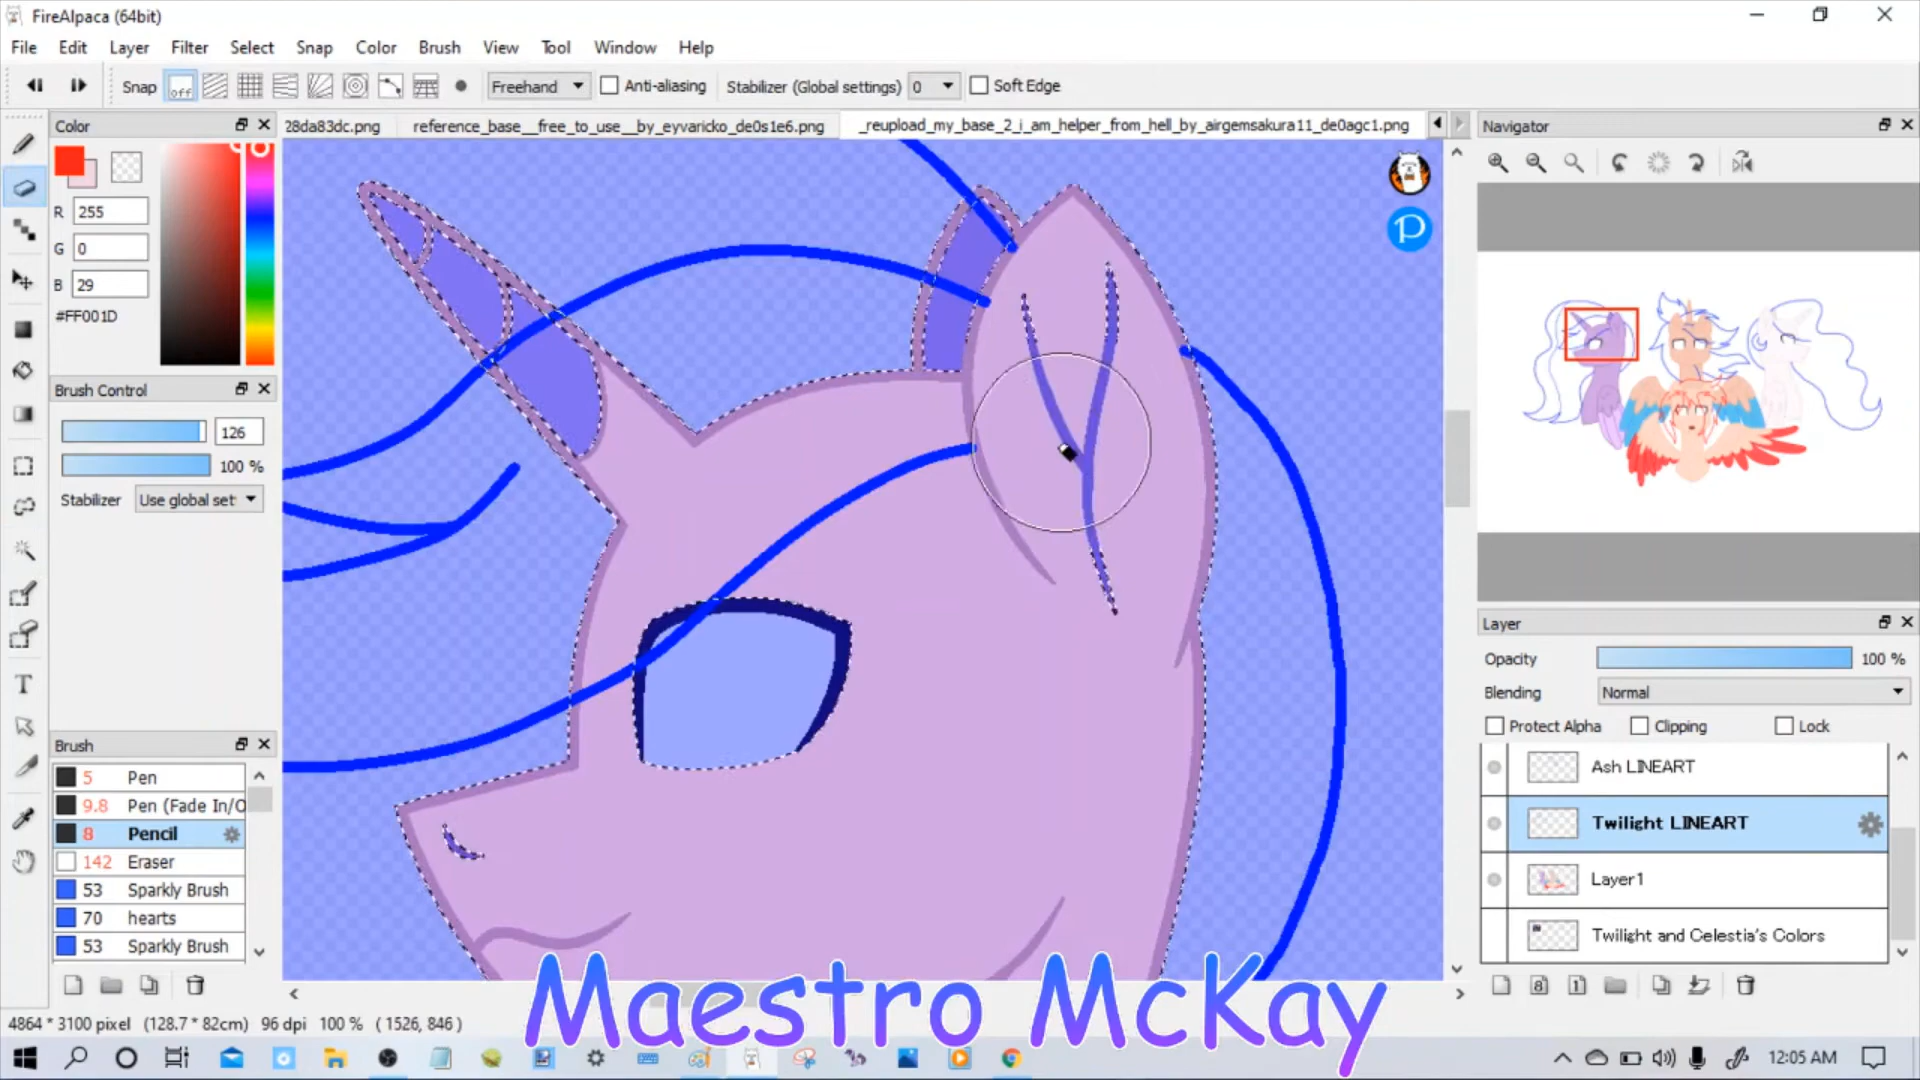 FireAlpaca (64bit)
File Edit Layer Filter Select Snap Color Brush View Tool Window Help
Snap off Freehand Anti-aliasing Stabilizer (Global settings) 0 Soft Edge
Color
28da83dc.png reference_base__free_to_use__by_eyvaricko_de0s1e6.png _reupload_my_base_2_i_am_helper_from_hell_by_airgemsakura11_de0agc1.png
Navigator
R 255
G 0
B 29
#FF001D
Brush Control
126
100 %
Stabilizer Use global set
Brush
5 Pen
9.8 Pen (Fade In/O
8 Pencil
142 Eraser
53 Sparkly Brush
70 hearts
53 Sparkly Brush
P
Layer
Opacity 100 %
Blending Normal
Protect Alpha Clipping Lock
Ash LINEART
Twilight LINEART
Layer1
Twilight and Celestia's Colors
8 1
Maestro McKay
4864 * 3100 pixel (128.7 * 82cm) 96 dpi 100 % ( 1526, 846 )
12:05 AM